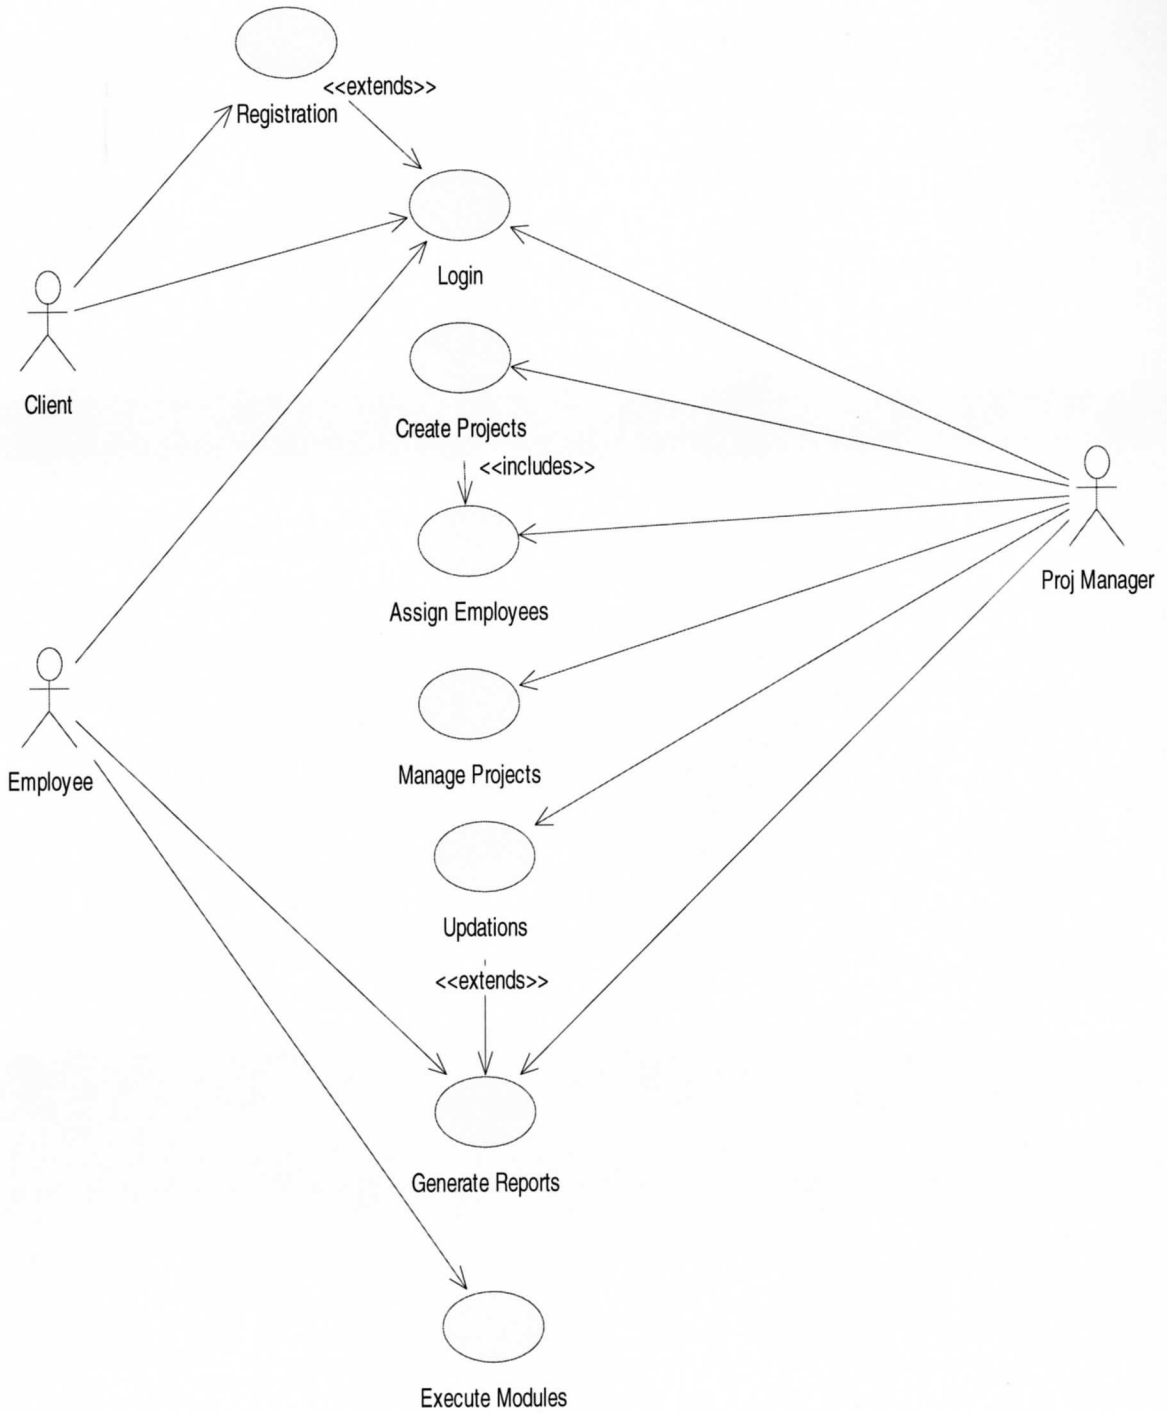 <<extends>>
Registration
Login
Client
Create Projects
<<includes>>
Proj Manager
Assign Employees
Manage Projects
Employee
Updations
<<extends>>
Generate Reports
Execute Modules